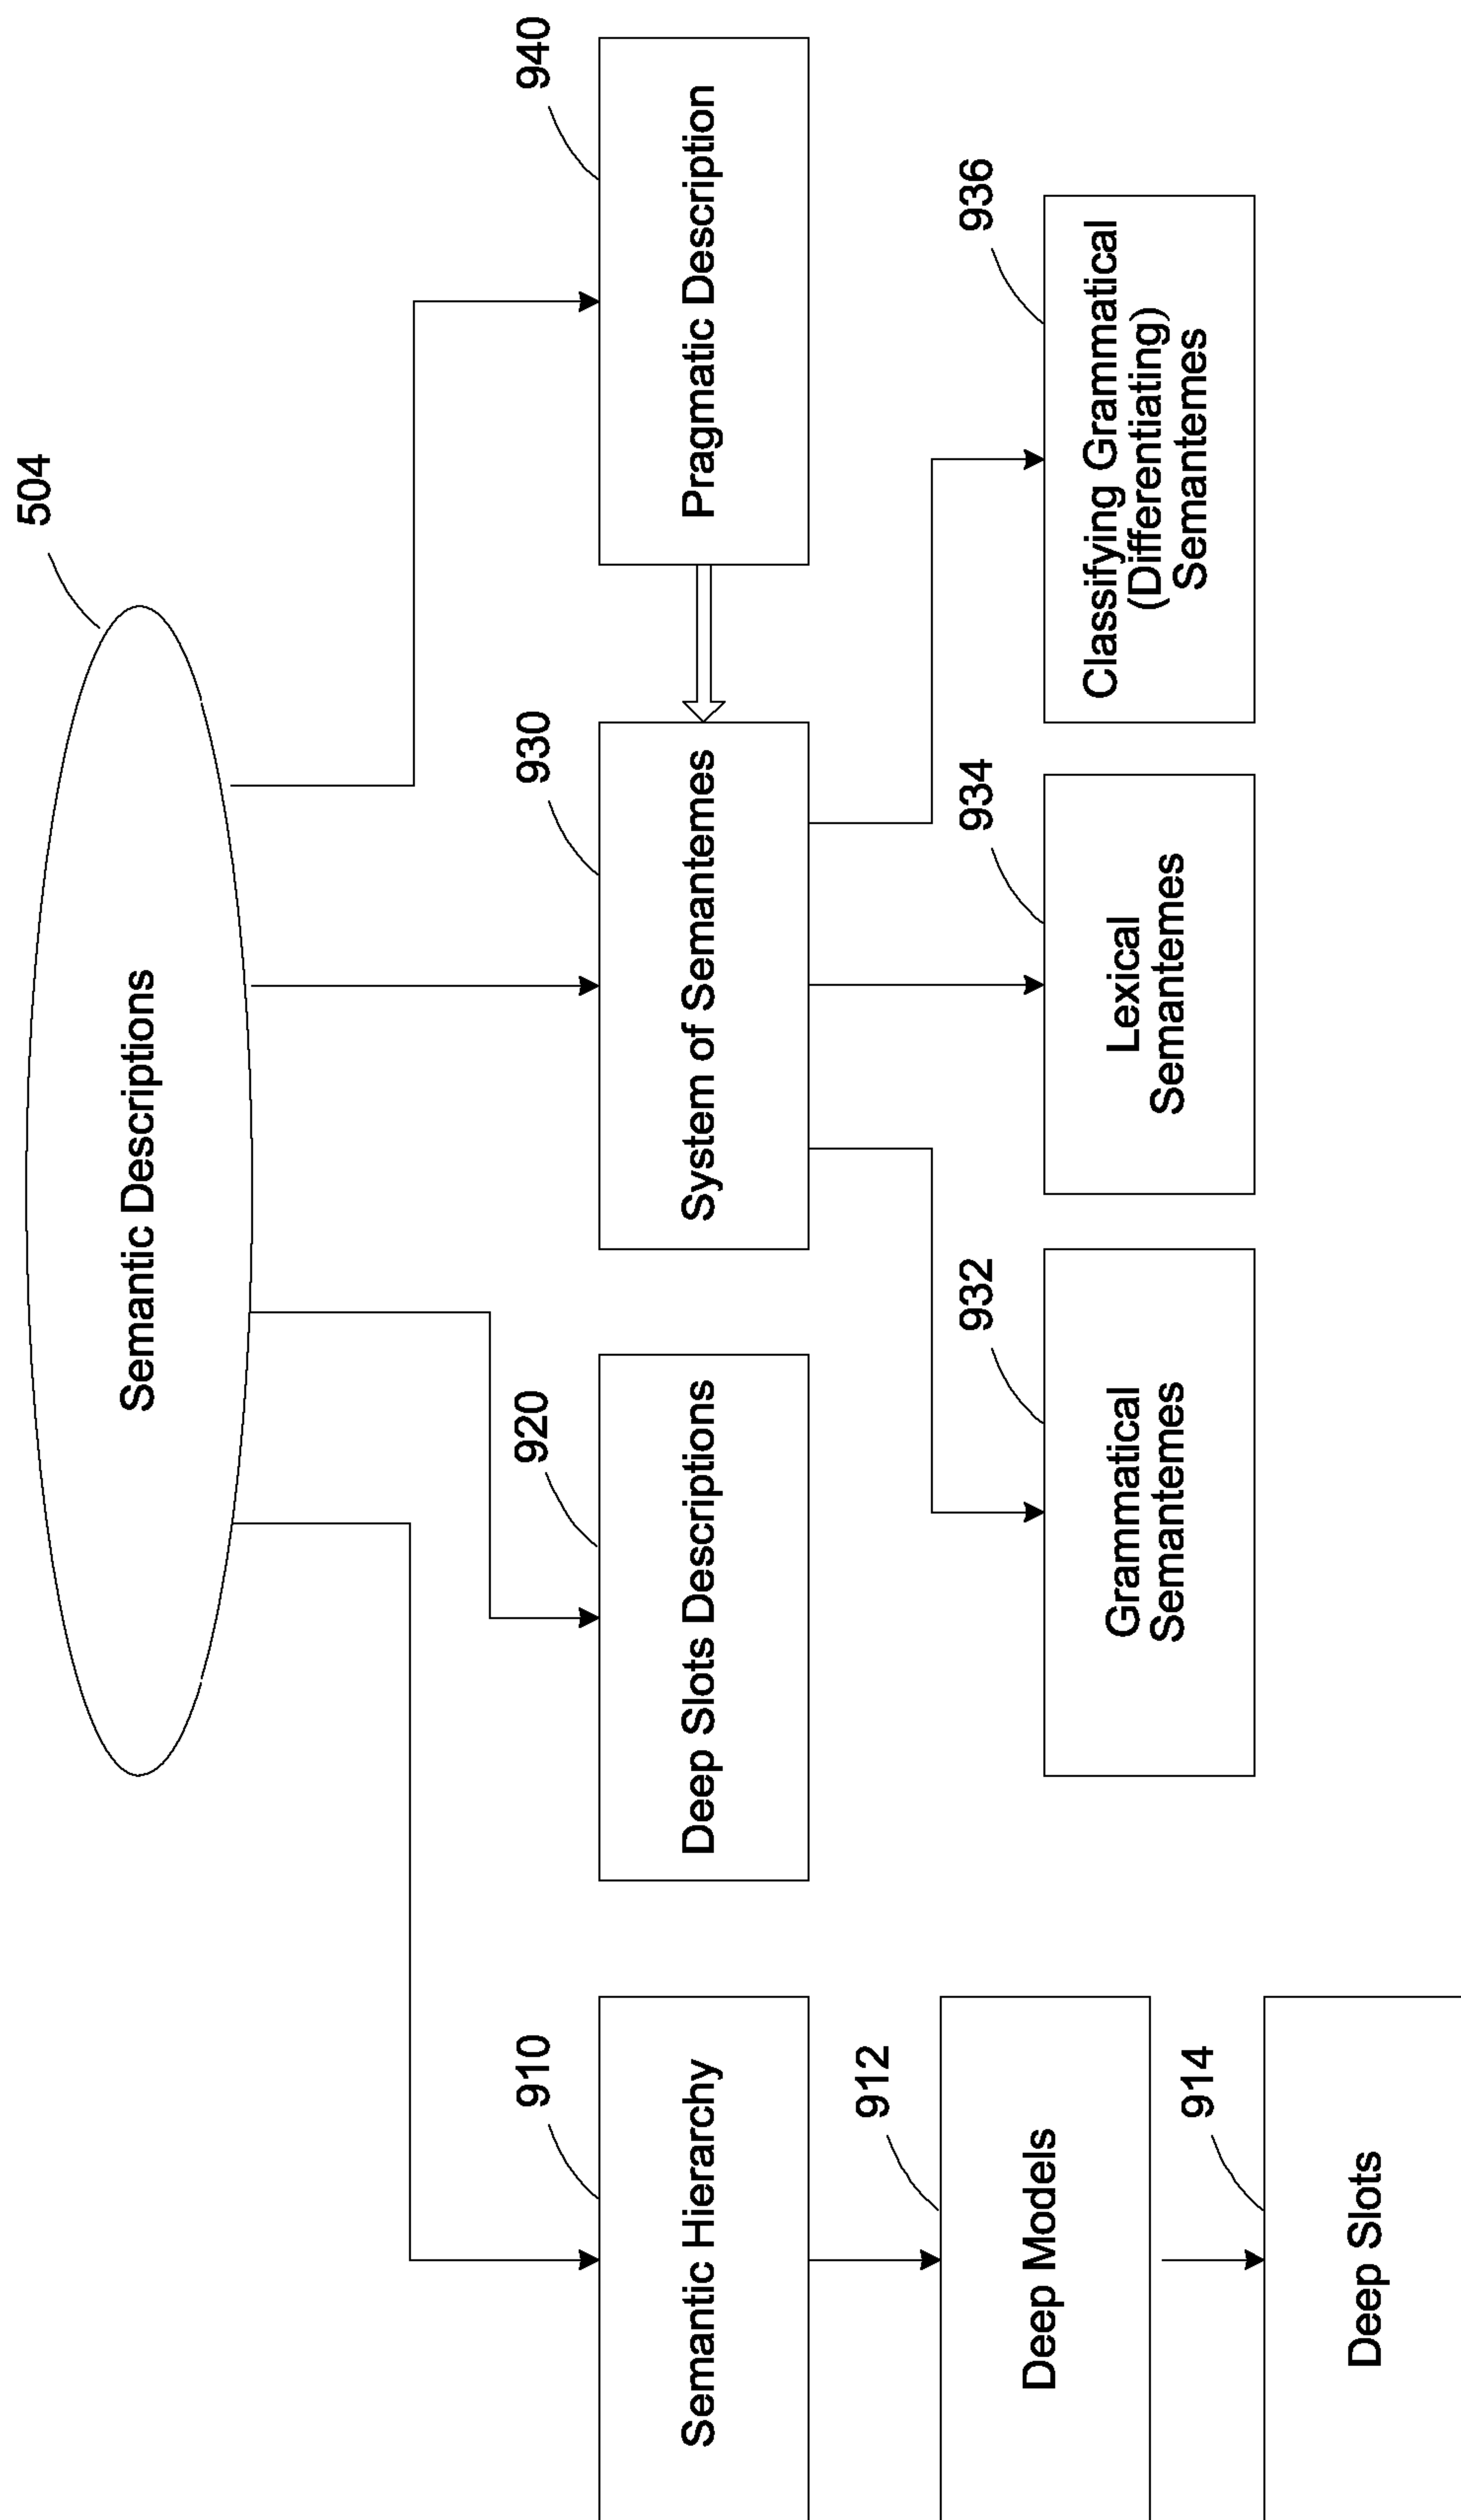 504
Semantic Descriptions
910
920
930
940
Semantic Hierarchy
Deep Slots Descriptions
System of Semantemes
Pragmatic Description
912
932
934
936
Deep Models
Grammatical
Semantemes
Lexical
Semantemes
Classifying Grammatical
(Differentiating)
Semantemes
914
Deep Slots